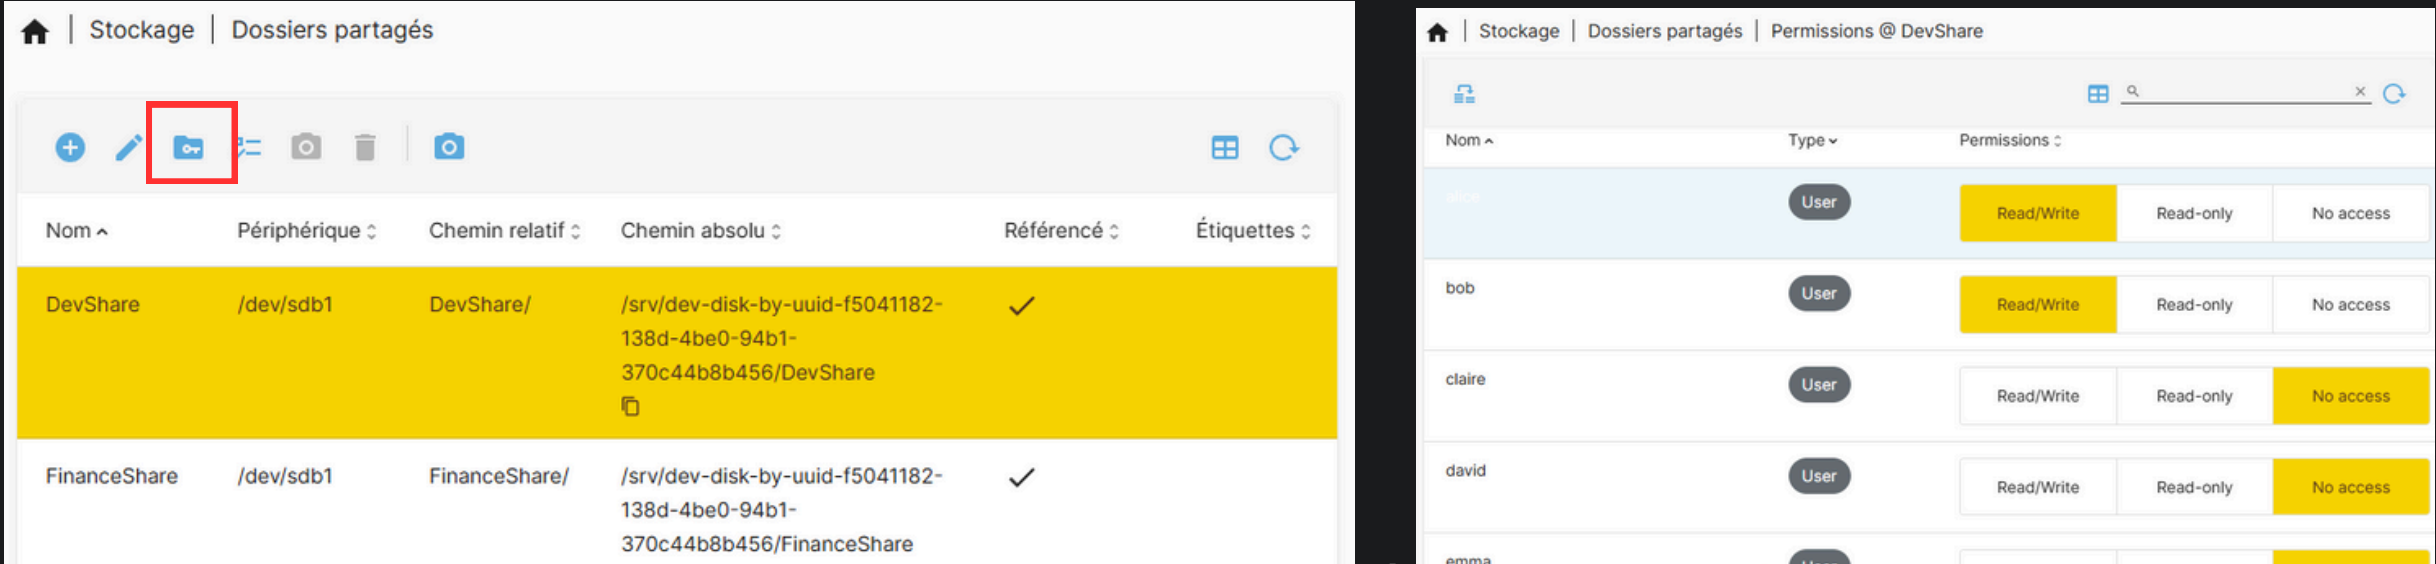 Stockage | Dossiers partagés
Nom Périphérique Chemin relatif Chemin absolu Référencé Étiquettes
DevShare /dev/sdb1 DevShare/ /srv/dev-disk-by-uuid-f5041182-
138d-4be0-94b1-
370c44b8b456/DevShare
FinanceShare /dev/sdb1 FinanceShare/ /srv/dev-disk-by-uuid-f5041182-
138d-4be0-94b1-
370c44b8b456/FinanceShare
Stockage | Dossiers partagés | Permissions @ DevShare
Nom Type Permissions
alice User Read/Write Read-only No access
bob User Read/Write Read-only No access
claire User Read/Write Read-only No access
david User Read/Write Read-only No access
emma User